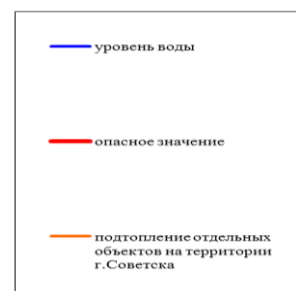 уровень воды
опасное значение
подтопление отдельных
объектов на территории
г.Советска